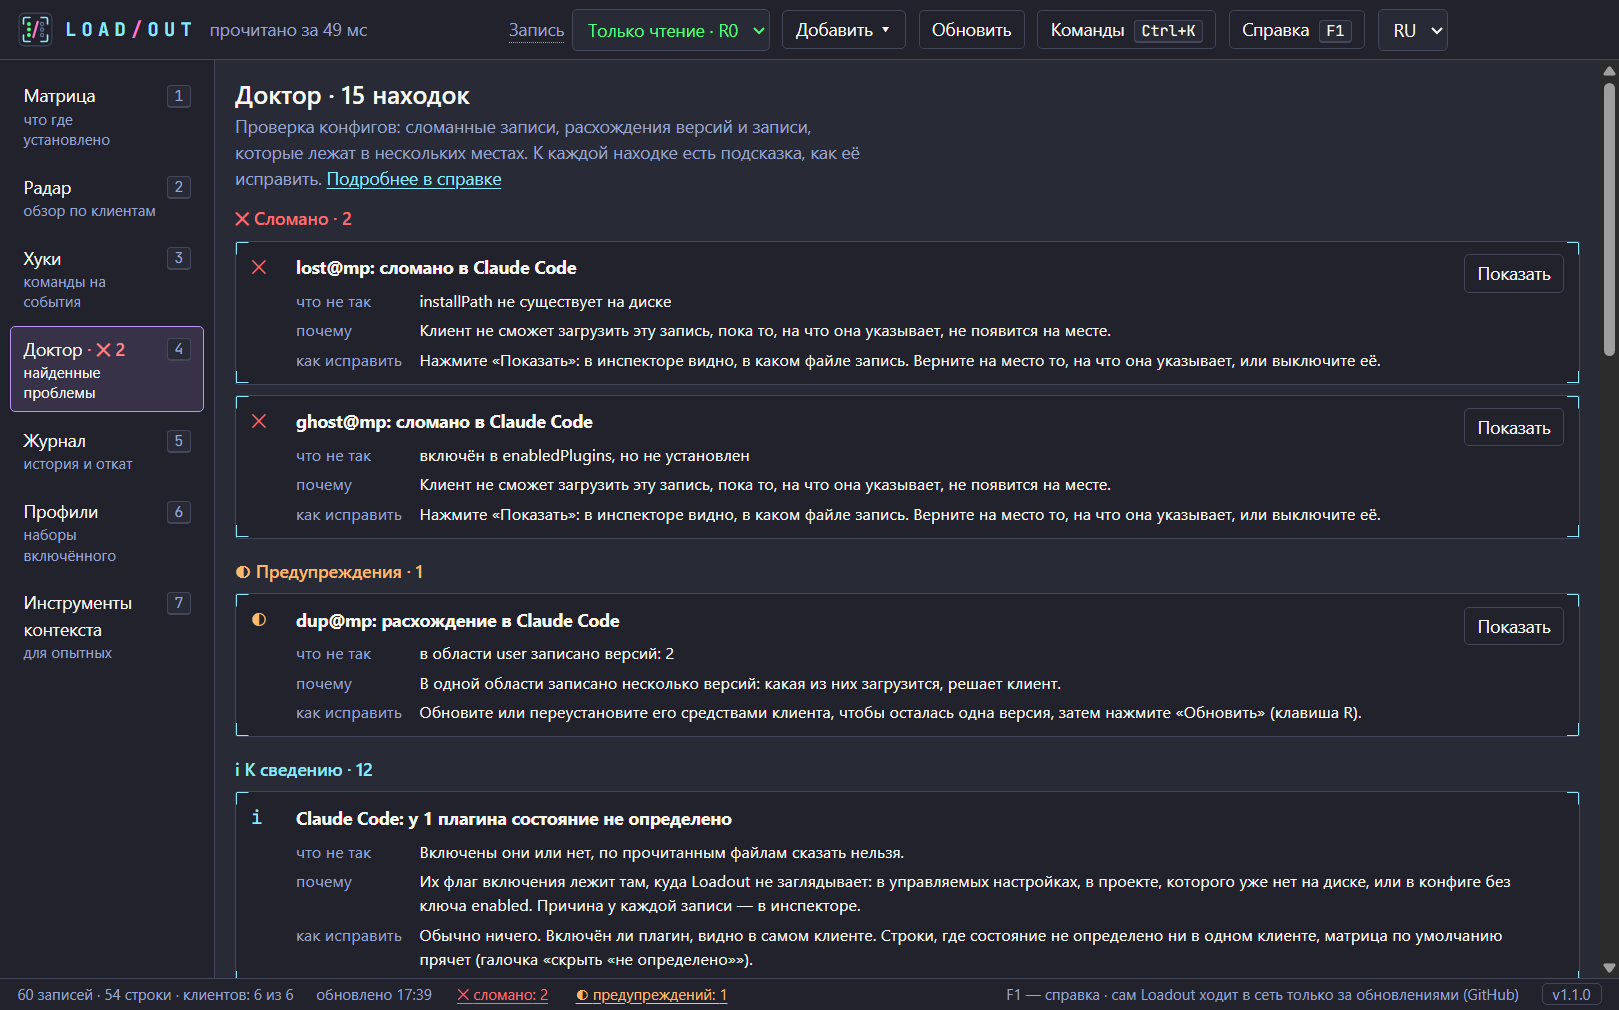 LOAD/OUT прочитано за 49 мс Запись Только чтение · R0 Добавить ▼ Обновить Команды Ctrl+K Справка F1 RU
Матрица 1
что где
установлено
Радар 2
обзор по клиентам
Хуки 3
команды на
события
Доктор · ✕ 2 4
найденные
проблемы
Журнал 5
история и откат
Профили 6
наборы
включённого
Инструменты 7
контекста
для опытных
Доктор · 15 находок
Проверка конфигов: сломанные записи, расхождения версий и записи,
которые лежат в нескольких местах. К каждой находке есть подсказка, как её
исправить. Подробнее в справке
✕ Сломано · 2
lost@mp: сломано в Claude Code Показать
что не так installPath не существует на диске
почему Клиент не сможет загрузить эту запись, пока то, на что она указывает, не появится на месте.
как исправить Нажмите «Показать»: в инспекторе видно, в каком файле запись. Верните на место то, на что она указывает, или выключите её.
ghost@mp: сломано в Claude Code Показать
что не так включён в enabledPlugins, но не установлен
почему Клиент не сможет загрузить эту запись, пока то, на что она указывает, не появится на месте.
как исправить Нажмите «Показать»: в инспекторе видно, в каком файле запись. Верните на место то, на что она указывает, или выключите её.
◐ Предупреждения · 1
dup@mp: расхождение в Claude Code Показать
что не так в области user записано версий: 2
почему В одной области записано несколько версий: какая из них загрузится, решает клиент.
как исправить Обновите или переустановите его средствами клиента, чтобы осталась одна версия, затем нажмите «Обновить» (клавиша R).
i К сведению · 12
i Claude Code: у 1 плагина состояние не определено
что не так Включены они или нет, по прочитанным файлам сказать нельзя.
почему Их флаг включения лежит там, куда Loadout не заглядывает: в управляемых настройках, в проекте, которого уже нет на диске, или в конфиге без
ключа enabled. Причина у каждой записи — в инспекторе.
как исправить Обычно ничего. Включён ли плагин, видно в самом клиенте. Строки, где состояние не определено ни в одном клиенте, матрица по умолчанию
прячет (галочка «скрыть «не определено»»).
60 записей · 54 строки · клиентов: 6 из 6 обновлено 17:39 ✕ сломано: 2 ◐ предупреждений: 1 F1 — справка · сам Loadout ходит в сеть только за обновлениями (GitHub) v1.1.0